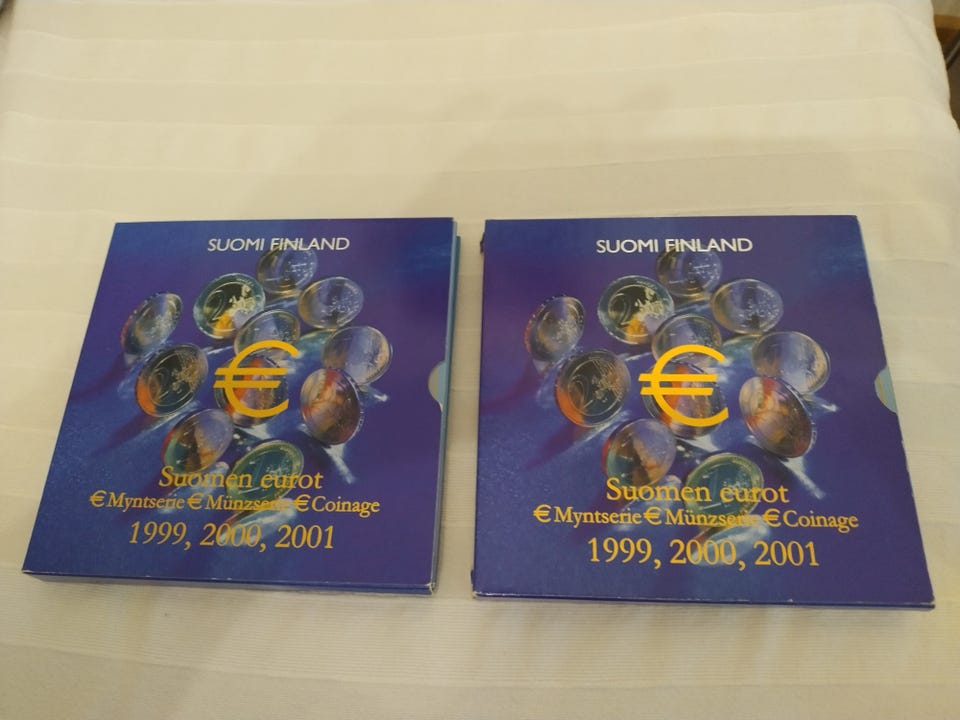 SUOMI FINLAND
€
Suomen eurot
€ Myntserie € Münzserie € Coinage
1999, 2000, 2001
SUOMI FINLAND
€
Suomen eurot
€ Myntserie € Münzserie € Coinage
1999, 2000, 2001